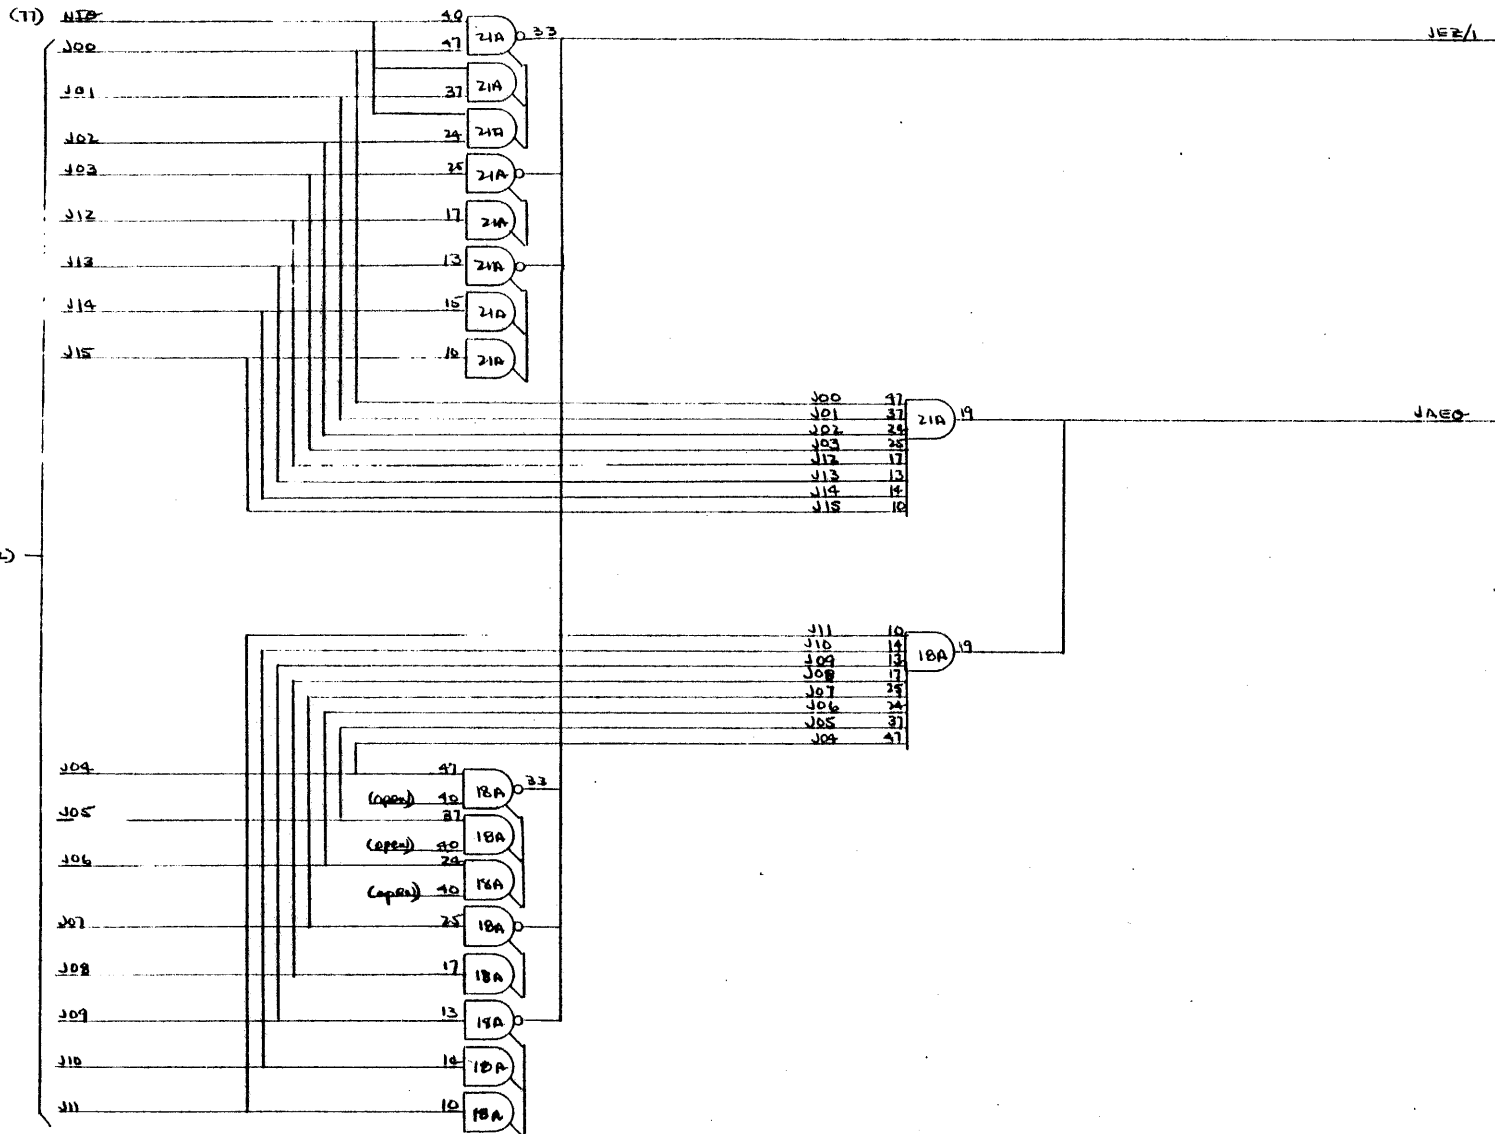 (77) NIO 40 21A 33 JEZ/1
J00 47
J01 37 21A
J02 24 21A
J03 25 21A
J12 17 21A
J13 13 21A
J14 15 21A
J15 10 21A
J00 47 21A 19 JAEO
J01 37
J02 24
J03 25
J12 17
J13 13
J14 14
J15 10
J11 10 18A 19
J10 14
J09 13
J08 17
J07 25
J06 24
J05 37
J04 47
J04 47 18A 33
(open) 40
J05 37 18A
(open) 40
J06 24 18A
(open) 40
J07 25 18A
J08 17 18A
J09 13 18A
J10 14 18A
J11 10 18A